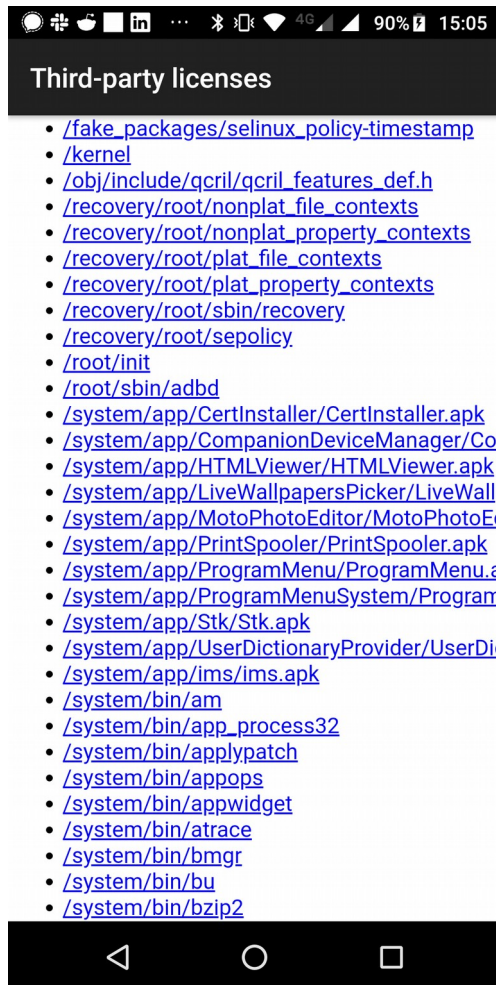 4G 90% 15:05
Third-party licenses
/fake_packages/selinux_policy-timestamp
/kernel
/obj/include/qcril/qcril_features_def.h
/recovery/root/nonplat_file_contexts
/recovery/root/nonplat_property_contexts
/recovery/root/plat_file_contexts
/recovery/root/plat_property_contexts
/recovery/root/sbin/recovery
/recovery/root/sepolicy
/root/init
/root/sbin/adbd
/system/app/CertInstaller/CertInstaller.apk
/system/app/CompanionDeviceManager/Co
/system/app/HTMLViewer/HTMLViewer.apk
/system/app/LiveWallpapersPicker/LiveWall
/system/app/MotoPhotoEditor/MotoPhotoEd
/system/app/PrintSpooler/PrintSpooler.apk
/system/app/ProgramMenu/ProgramMenu.a
/system/app/ProgramMenuSystem/Program
/system/app/Stk/Stk.apk
/system/app/UserDictionaryProvider/UserDic
/system/app/ims/ims.apk
/system/bin/am
/system/bin/app_process32
/system/bin/applypatch
/system/bin/appops
/system/bin/appwidget
/system/bin/atrace
/system/bin/bmgr
/system/bin/bu
/system/bin/bzip2